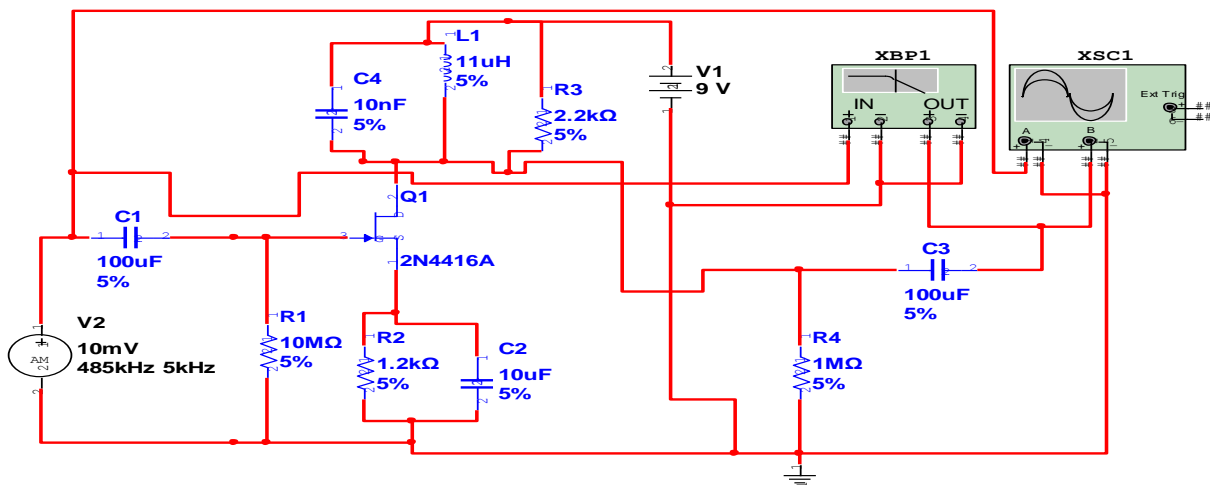 XBP1
XSC1
IN OUT
Ext Trig
A
B
L1
11uH
5%
C4
10nF
5%
R3
2.2kΩ
5%
V1
9 V
Q1
2N4416A
C1
100uF
5%
V2
10mV
485kHz 5kHz
AM
R1
10MΩ
5%
R2
1.2kΩ
5%
C2
10uF
5%
R4
1MΩ
5%
C3
100uF
5%